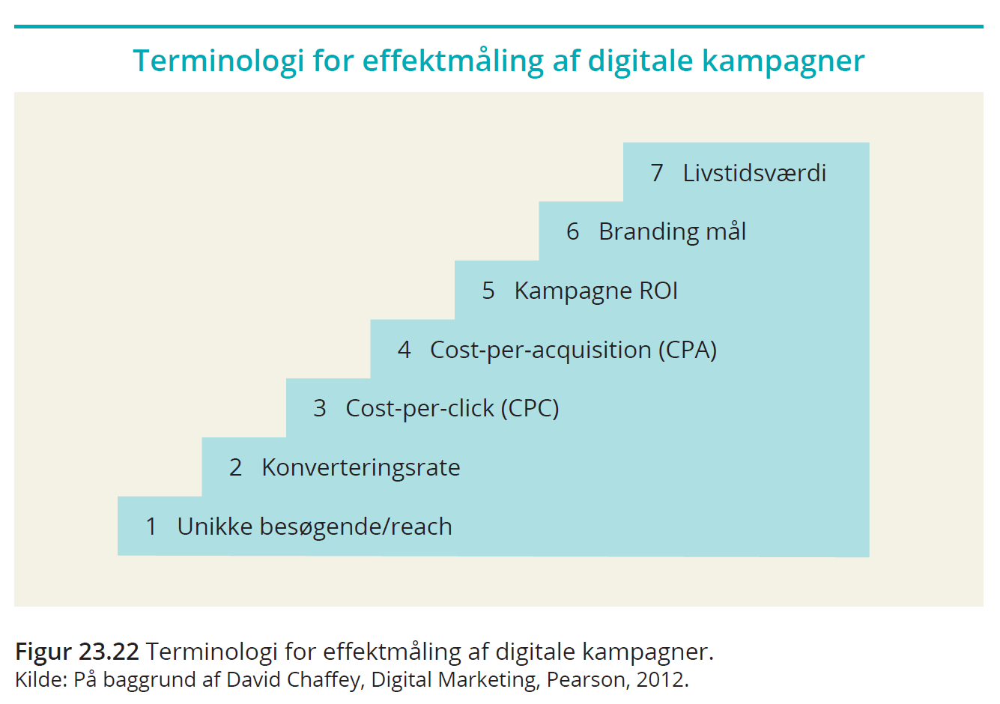 Terminologi for effektmåling af digitale kampagner
7 Livstidsværdi
6 Branding mål
5 Kampagne ROI
4 Cost-per-acquisition (CPA)
3 Cost-per-click (CPC)
2 Konverteringsrate
1 Unikke besøgende/reach
Figur 23.22 Terminologi for effektmåling af digitale kampagner.
Kilde: På baggrund af David Chaffey, Digital Marketing, Pearson, 2012.